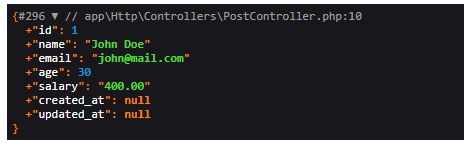 {#296 ▼ // app\Http\Controllers\PostController.php:10
+"id": 1
+"name": "John Doe"
+"email": "john@mail.com"
+"age": 30
+"salary": "400.00"
+"created_at": null
+"updated_at": null
}